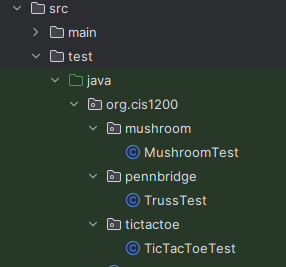 src
main
test
java
org.cis1200
mushroom
MushroomTest
pennbridge
TrussTest
tictactoe
TicTacToeTest